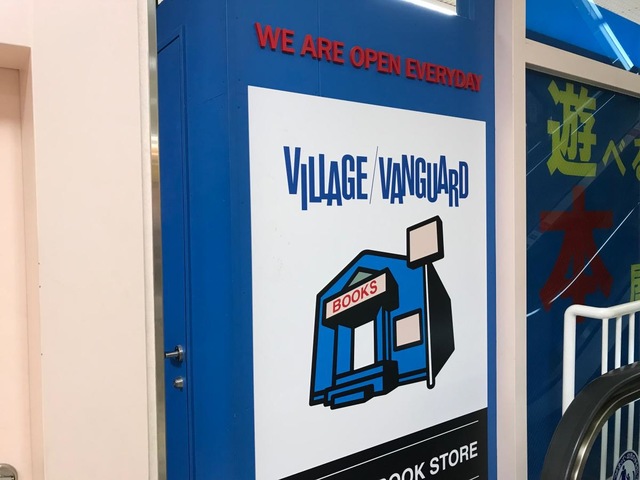 WE ARE OPEN EVERYDAY
VILLAGE/VANGUARD
BOOKS
BOOK STORE
遊べる
本